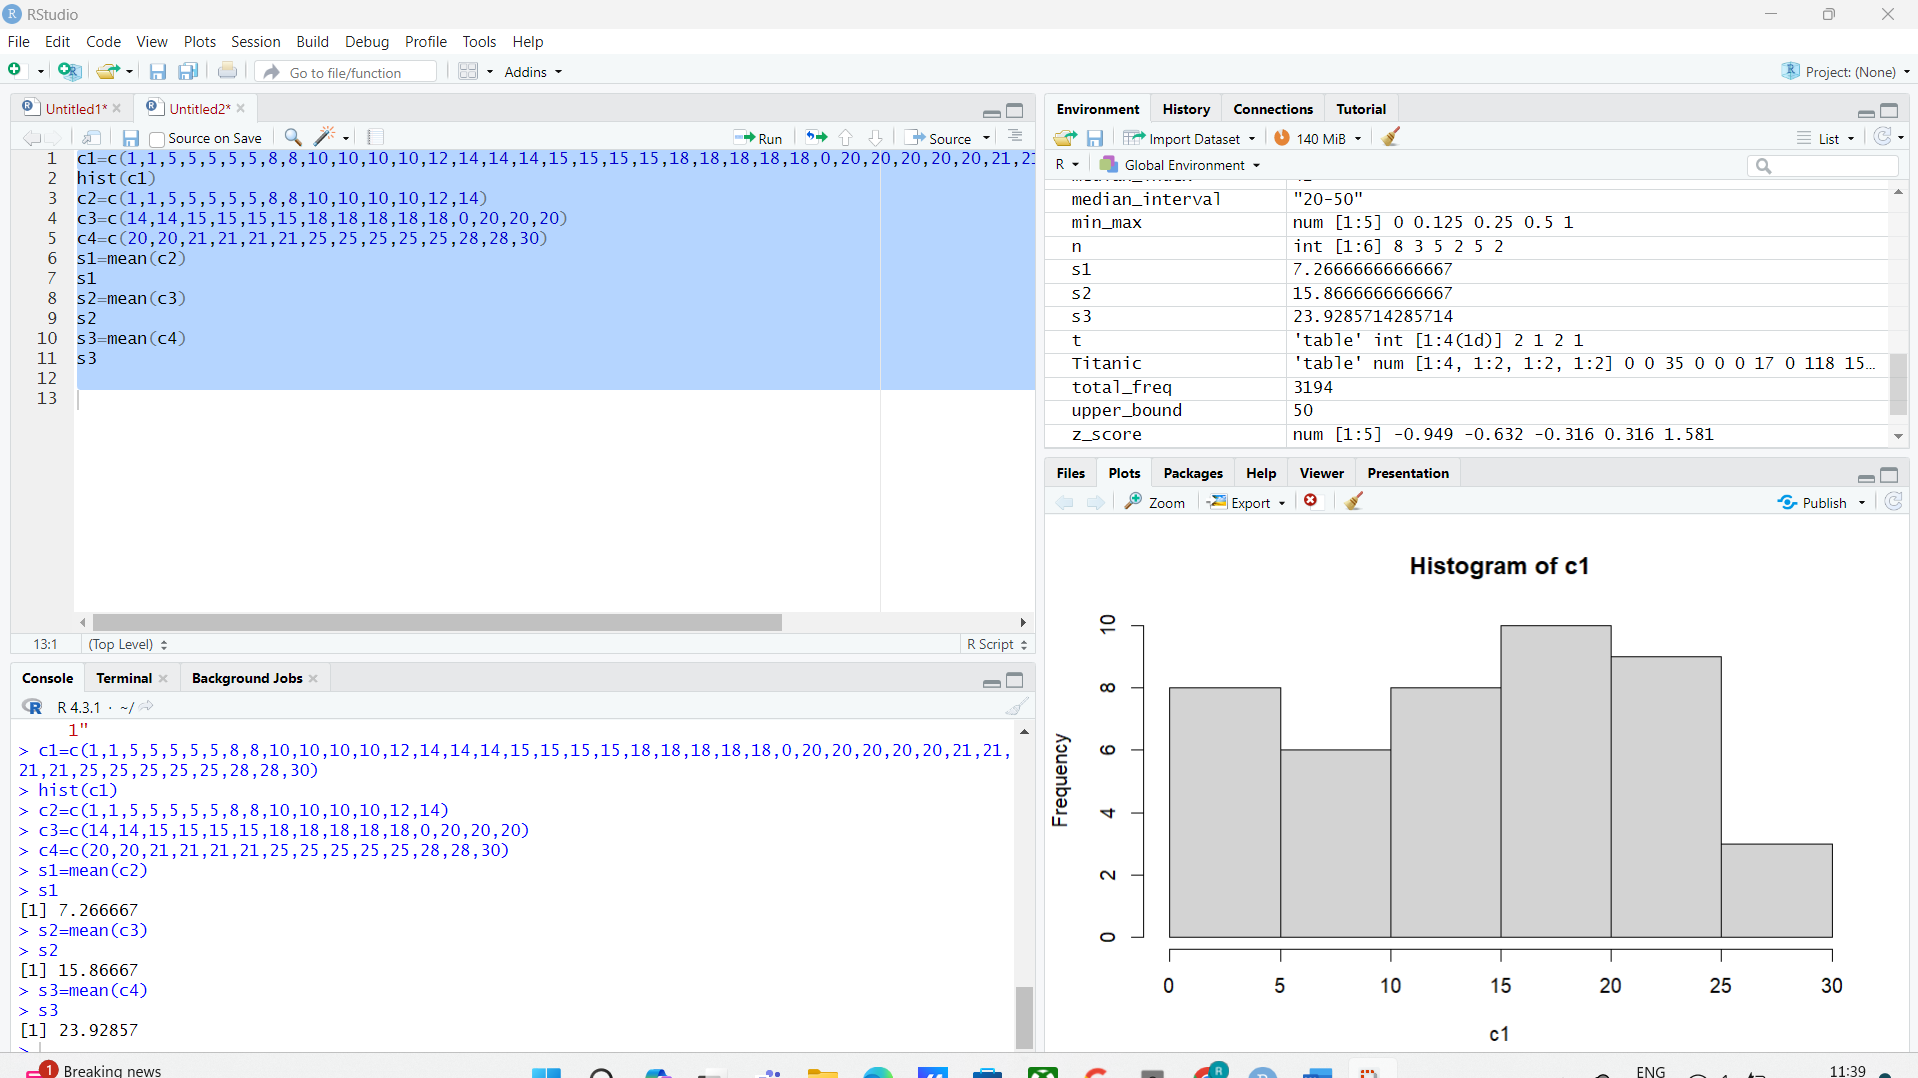 RStudio
File Edit Code View Plots Session Build Debug Profile Tools Help
Go to file/function Addins Project: (None)
Untitled1* Untitled2*
Source on Save Run Source
1 c1=c(1,1,5,5,5,5,5,8,8,10,10,10,10,12,14,14,14,15,15,15,15,18,18,18,18,18,0,20,20,20,20,20,21,21
2 hist(c1)
3 c2=c(1,1,5,5,5,5,5,8,8,10,10,10,10,12,14)
4 c3=c(14,14,15,15,15,15,18,18,18,18,18,0,20,20,20)
5 c4=c(20,20,21,21,21,21,25,25,25,25,25,28,28,30)
6 s1=mean(c2)
7 s1
8 s2=mean(c3)
9 s2
10 s3=mean(c4)
11 s3
12
13
13:1 (Top Level) R Script
Console Terminal Background Jobs
R 4.3.1 · ~/
1"
> c1=c(1,1,5,5,5,5,5,8,8,10,10,10,10,12,14,14,14,15,15,15,15,18,18,18,18,18,0,20,20,20,20,20,21,21,
21,21,25,25,25,25,25,28,28,30)
> hist(c1)
> c2=c(1,1,5,5,5,5,5,8,8,10,10,10,10,12,14)
> c3=c(14,14,15,15,15,15,18,18,18,18,18,0,20,20,20)
> c4=c(20,20,21,21,21,21,25,25,25,25,25,28,28,30)
> s1=mean(c2)
> s1
[1] 7.266667
> s2=mean(c3)
> s2
[1] 15.86667
> s3=mean(c4)
> s3
[1] 23.92857
>
Environment History Connections Tutorial
Import Dataset 140 MiB List
R Global Environment
median_interval "20-50"
min_max num [1:5] 0 0.125 0.25 0.5 1
n int [1:6] 8 3 5 2 5 2
s1 7.26666666666667
s2 15.8666666666667
s3 23.9285714285714
t 'table' int [1:4(1d)] 2 1 2 1
Titanic 'table' num [1:4, 1:2, 1:2, 1:2] 0 0 35 0 0 0 17 0 118 15…
total_freq 3194
upper_bound 50
z_score num [1:5] -0.949 -0.632 -0.316 0.316 1.581
Files Plots Packages Help Viewer Presentation
Zoom Export Publish
Histogram of c1
Frequency
10
8
6
4
2
0
0 5 10 15 20 25 30
c1
1 Breaking news
ENG 11:39